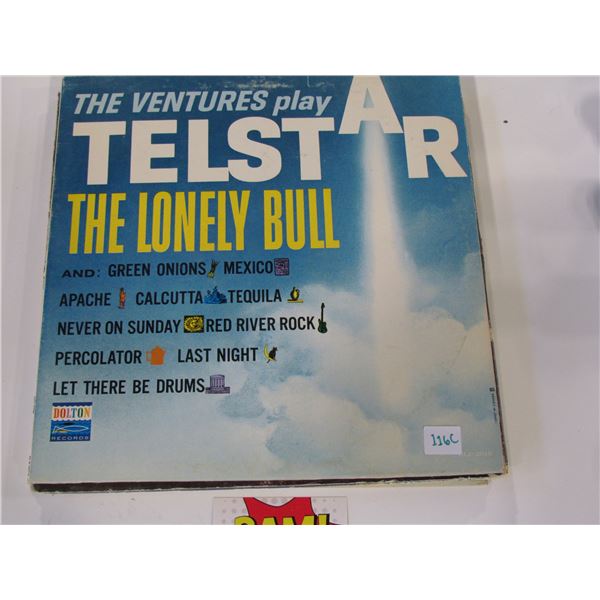 THE VENTURES play
TELSTAR
THE LONELY BULL
AND: GREEN ONIONS MEXICO
APACHE CALCUTTA TEQUILA
NEVER ON SUNDAY RED RIVER ROCK
PERCOLATOR LAST NIGHT
LET THERE BE DRUMS
DOLTON
RECORDS
116C
BAM!